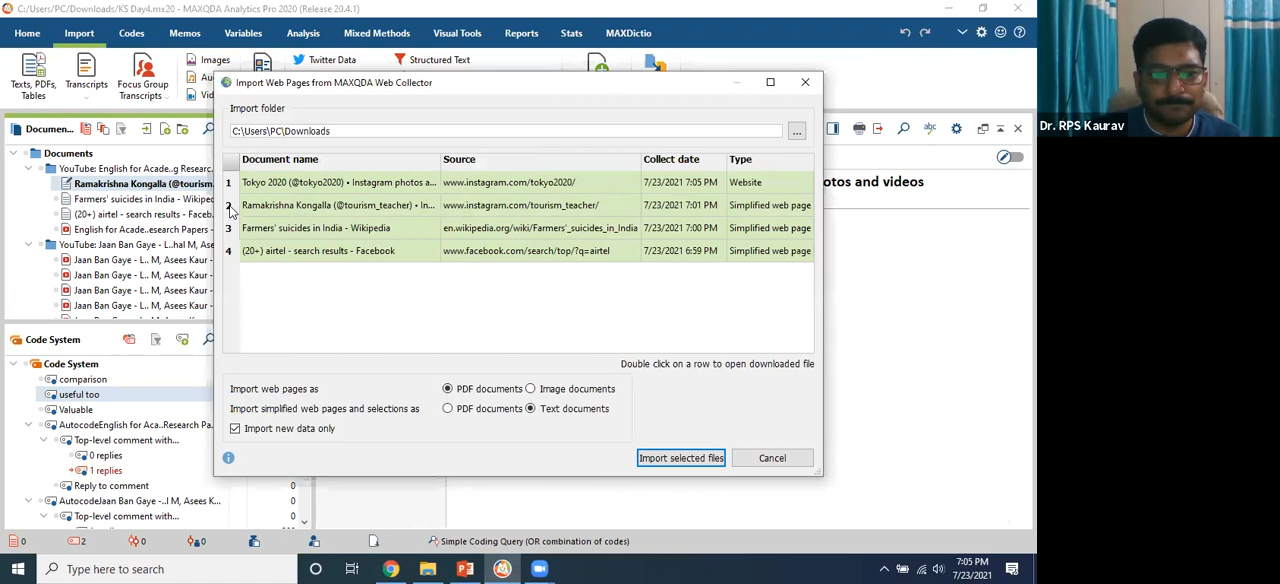 C:/Users/PC/Downloads/KS Day4.mx20 - MAXQDA Analytics Pro 2020 (Release 20.4.1)
Home Import Codes Memos Variables Analysis Mixed Methods Visual Tools Reports Stats MAXDictio
Texts, PDFs, Tables
Transcripts
Focus Group Transcripts
Images
Twitter Data
Structured Text
Import Web Pages from MAXQDA Web Collector
Import folder
C:\Users\PC\Downloads
...
Document name Source Collect date Type
1 Tokyo 2020 (@tokyo2020) • Instagram photos a... www.instagram.com/tokyo2020/ 7/23/2021 7:05 PM Website
2 Ramakrishna Kongalla (@tourism_teacher) • In... www.instagram.com/tourism_teacher/ 7/23/2021 7:01 PM Simplified web page
3 Farmers' suicides in India - Wikipedia en.wikipedia.org/wiki/Farmers'_suicides_in_India 7/23/2021 7:00 PM Simplified web page
4 (20+) airtel - search results - Facebook www.facebook.com/search/top/?q=airtel 7/23/2021 6:59 PM Simplified web page
Double click on a row to open downloaded file
Import web pages as PDF documents Image documents
Import simplified web pages and selections as PDF documents Text documents
Import new data only
Import selected files Cancel
Documen...
Documents
YouTube: English for Acade...g Resear...
Ramakrishna Kongalla (@tourism...
Farmers' suicides in India - Wikipe...
(20+) airtel - search results - Faceb...
English for Acade...search Papers -
YouTube: Jaan Ban Gaye - L...hal M, As...
Jaan Ban Gaye - L.. M, Asees Kaur -
Jaan Ban Gaye - L.. M, Asees Kaur -
Jaan Ban Gaye - L.. M, Asees Kaur -
Jaan Ban Gaye - L.. M, Asees Kaur -
otos and videos
Code System
Code System
comparison
useful too
Valuable
AutocodeEnglish for Aca..Research Pa...
Top-level comment with...
0 replies
1 replies
Reply to comment 0
AutocodeJaan Ban Gaye -..l M, Asees K... 0
Top-level comment with... 0
0 2 0 0 Simple Coding Query (OR combination of codes)
Type here to search
7:05 PM
7/23/2021
Dr. RPS Kaurav